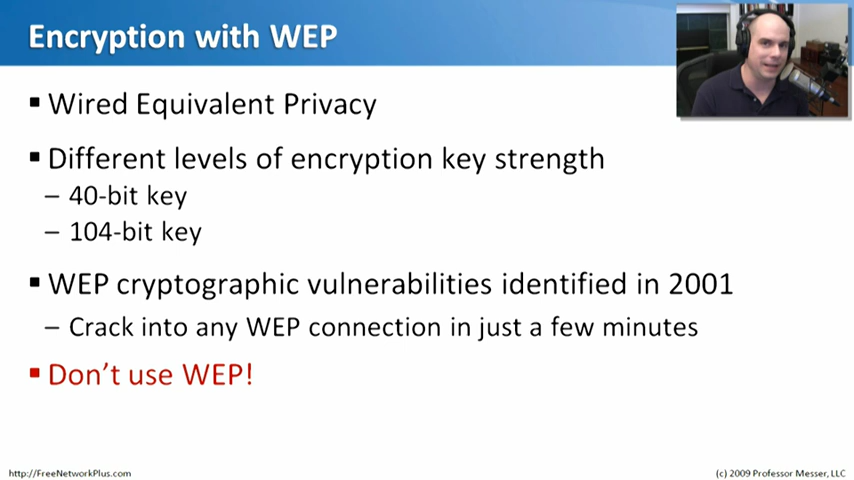 Encryption with WEP
▪ Wired Equivalent Privacy
▪ Different levels of encryption key strength
– 40-bit key
– 104-bit key
▪ WEP cryptographic vulnerabilities identified in 2001
– Crack into any WEP connection in just a few minutes
▪ Don't use WEP!
http://FreeNetworkPlus.com
(c) 2009 Professor Messer, LLC